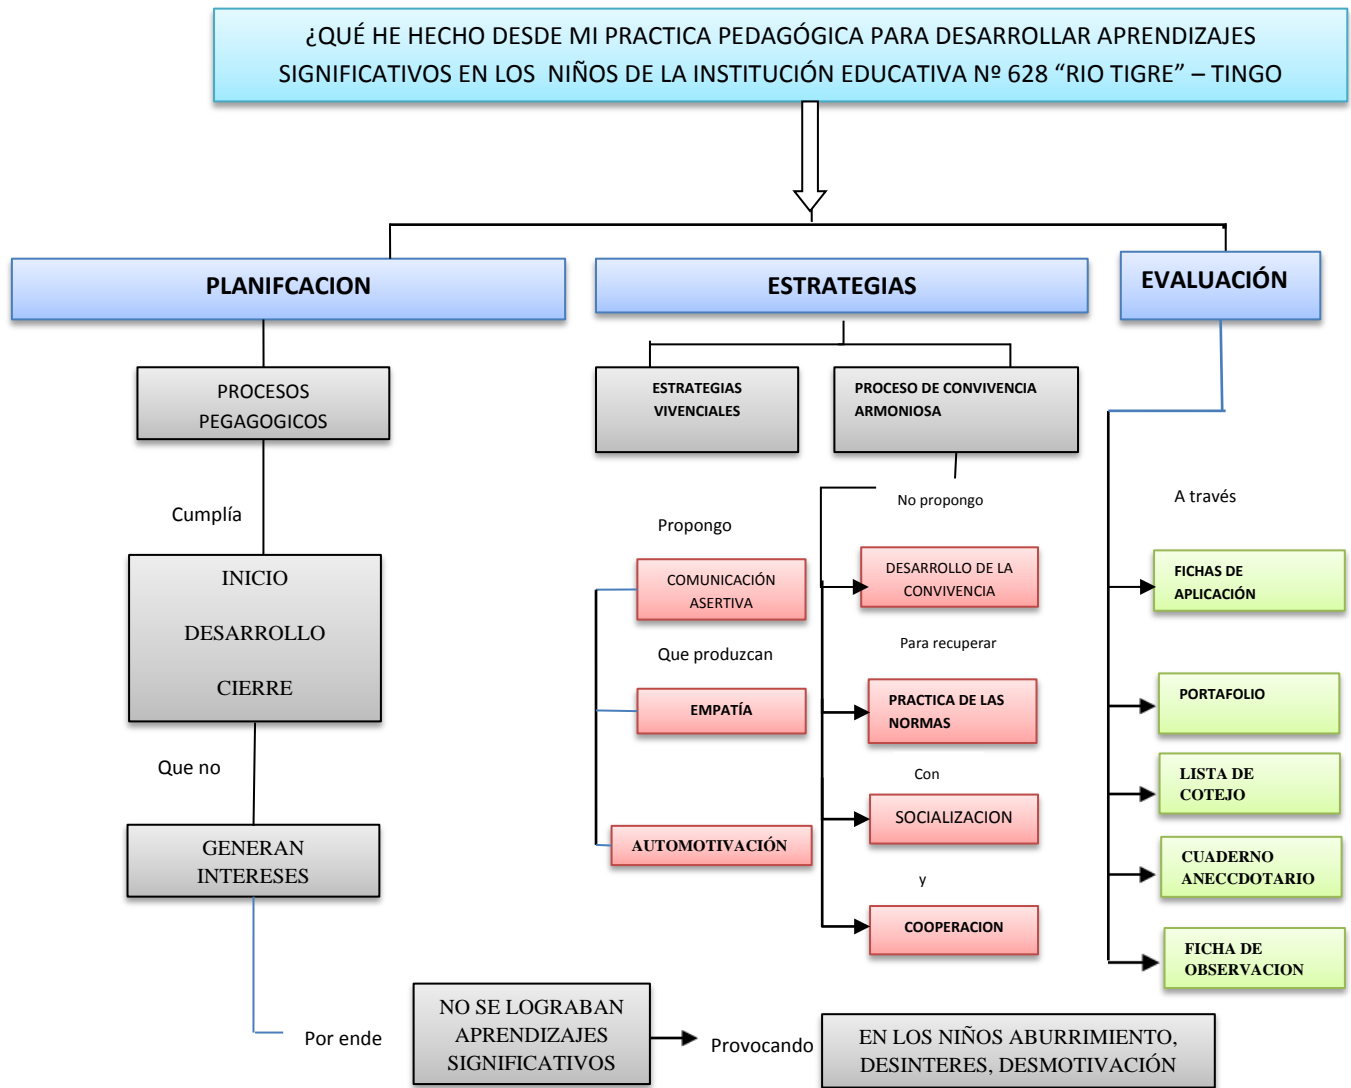 ¿QUÉ HE HECHO DESDE MI PRACTICA PEDAGÓGICA PARA DESARROLLAR APRENDIZAJES
SIGNIFICATIVOS EN LOS NIÑOS DE LA INSTITUCIÓN EDUCATIVA Nº 628 “RIO TIGRE” – TINGO
PLANIFCACION
PROCESOS
PEGAGOGICOS
Cumplía
INICIO
DESARROLLO
CIERRE
Que no
GENERAN
INTERESES
Por ende
NO SE LOGRABAN
APRENDIZAJES
SIGNIFICATIVOS
Provocando
EN LOS NIÑOS ABURRIMIENTO,
DESINTERES, DESMOTIVACIÓN
ESTRATEGIAS
ESTRATEGIAS
VIVENCIALES
Propongo
COMUNICACIÓN
ASERTIVA
Que produzcan
EMPATÍA
AUTOMOTIVACIÓN
PROCESO DE CONVIVENCIA
ARMONIOSA
No propongo
DESARROLLO DE LA
CONVIVENCIA
Para recuperar
PRACTICA DE LAS
NORMAS
Con
SOCIALIZACION
y
COOPERACION
EVALUACIÓN
A través
FICHAS DE
APLICACIÓN
PORTAFOLIO
LISTA DE
COTEJO
CUADERNO
ANECCDOTARIO
FICHA DE
OBSERVACION